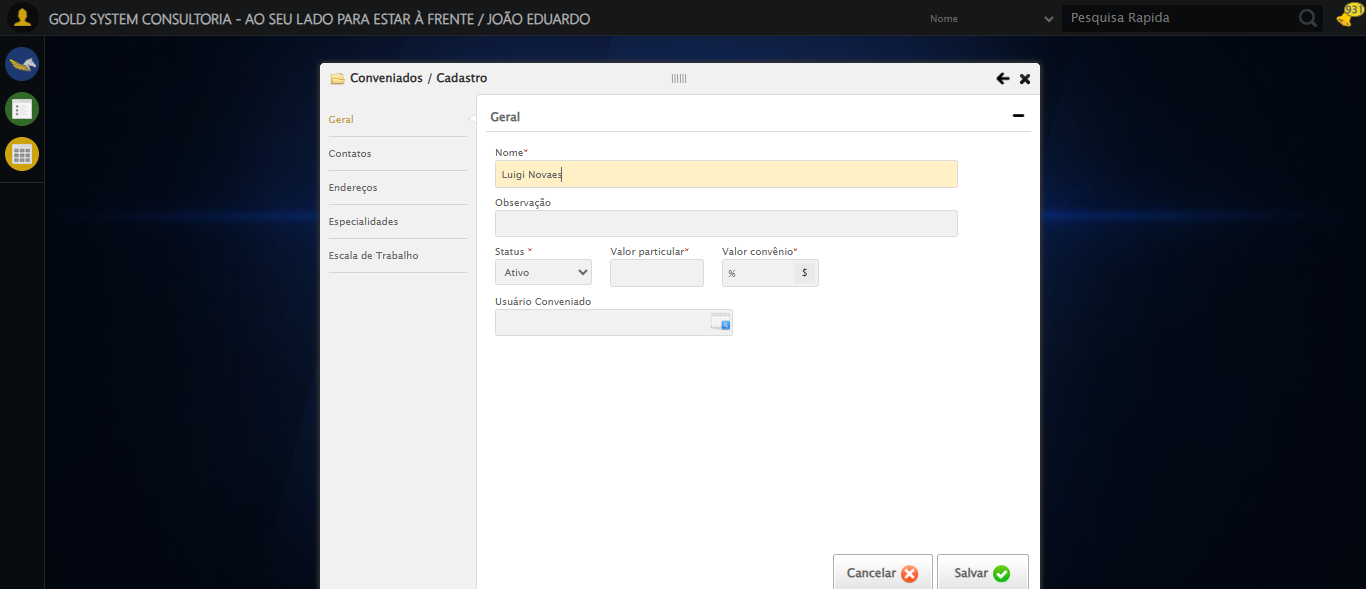 GOLD SYSTEM CONSULTORIA - AO SEU LADO PARA ESTAR À FRENTE / JOÃO EDUARDO
Nome
Pesquisa Rapida
931
Conveniados / Cadastro
Geral
Contatos
Endereços
Especialidades
Escala de Trabalho
Geral
Nome*
Luigi Novaes
Observação
Status * Valor particular* Valor convênio*
Ativo % $
Usuário Conveniado
Cancelar Salvar